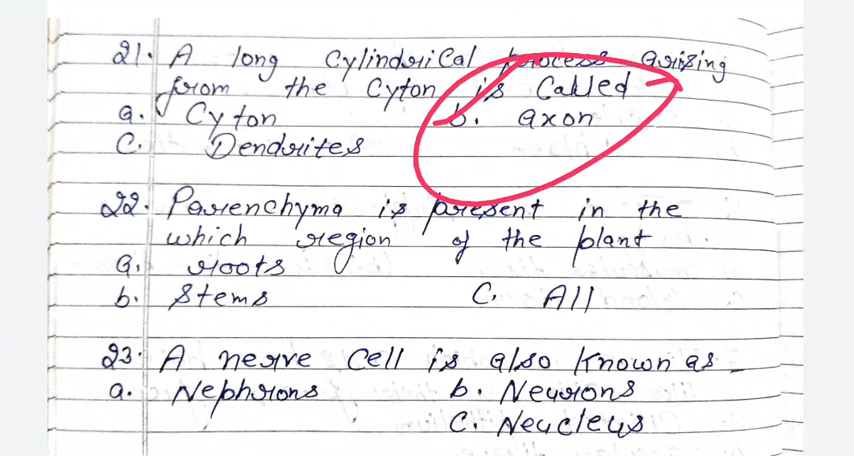 21. A long Cylindrical process arising
from the Cyton is Called
a. Cyton b. axon
C. Dendrites
22. Parenchyma is present in the
which region of the plant
a. roots
b. Stems C. All
23. A nerve Cell is also Known as _
a. Nephrons b. Neurons
C. Neucleus